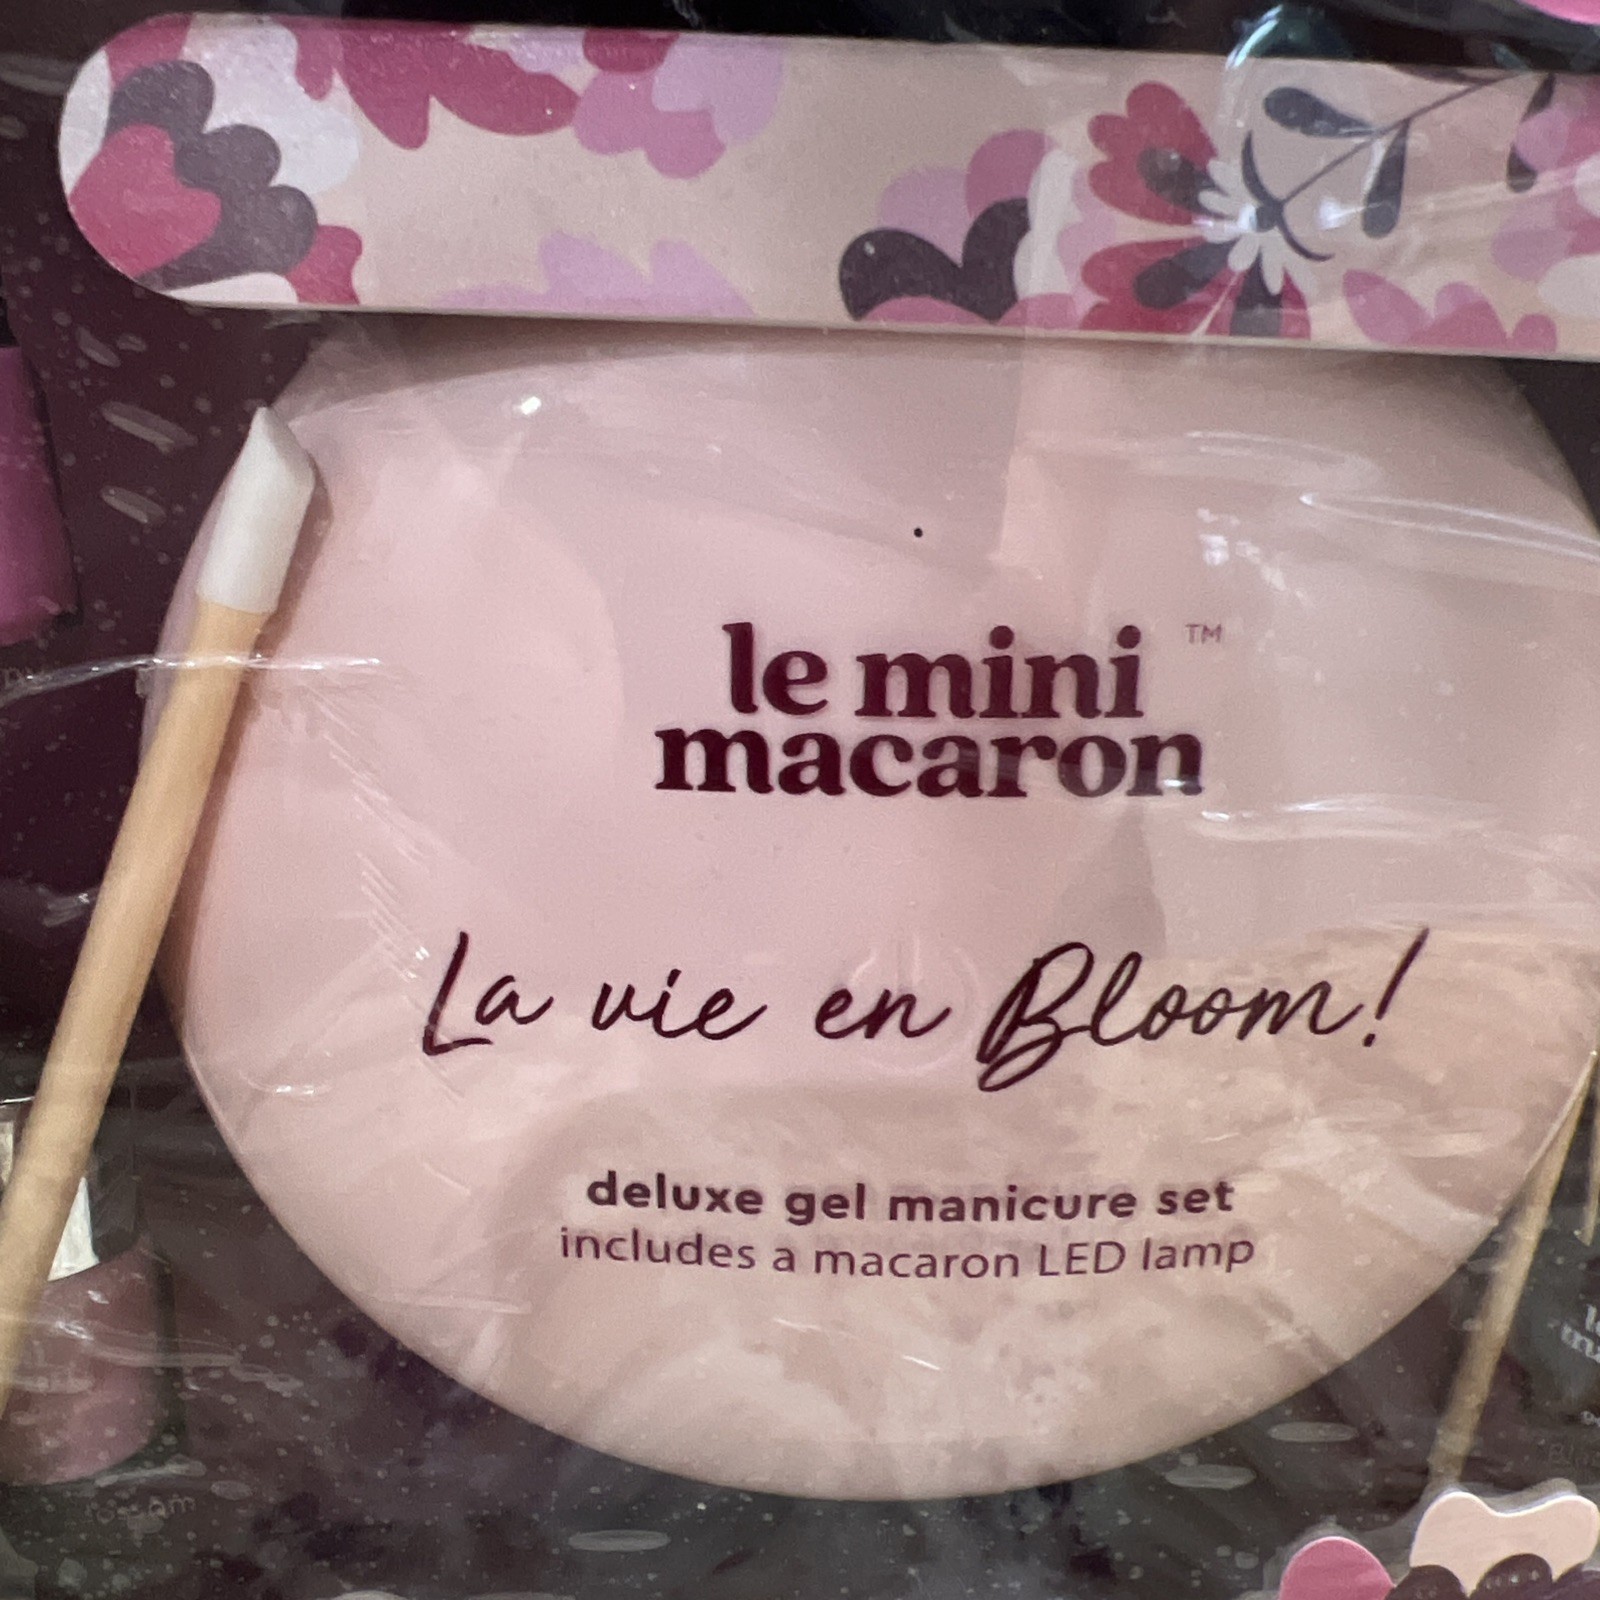 le mini
macaron
TM
La vie en Bloom!
deluxe gel manicure set
includes a macaron LED lamp